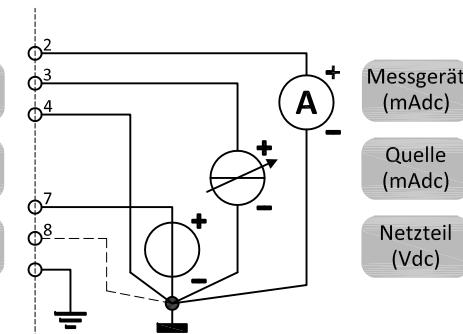 2
3
4
7
8
+
A
−
+
−
+
−
Messgerät
(mAdc)
Quelle
(mAdc)
Netzteil
(Vdc)